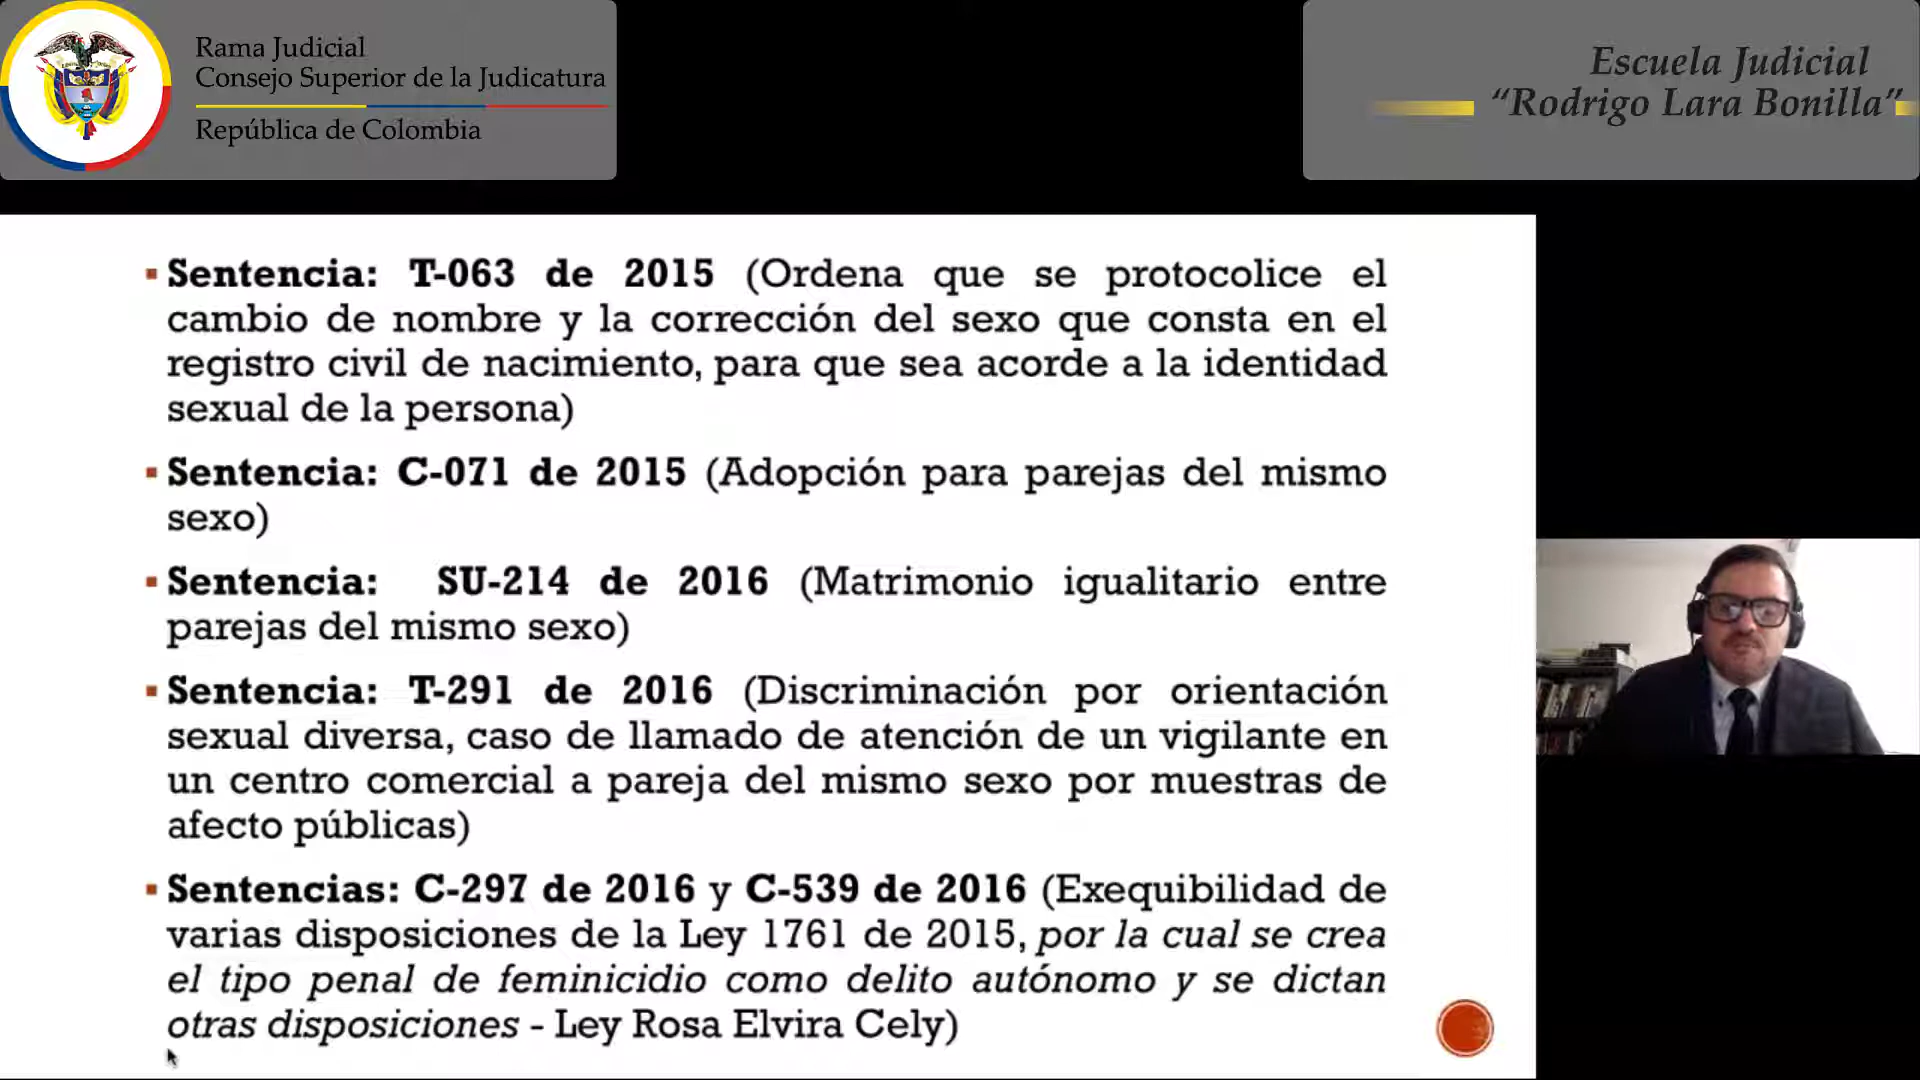 Rama Judicial
Consejo Superior de la Judicatura
República de Colombia
Escuela Judicial
“Rodrigo Lara Bonilla”
▪ Sentencia: T-063 de 2015 (Ordena que se protocolice el
cambio de nombre y la corrección del sexo que consta en el
registro civil de nacimiento, para que sea acorde a la identidad
sexual de la persona)
▪ Sentencia: C-071 de 2015 (Adopción para parejas del mismo
sexo)
▪ Sentencia: SU-214 de 2016 (Matrimonio igualitario entre
parejas del mismo sexo)
▪ Sentencia: T-291 de 2016 (Discriminación por orientación
sexual diversa, caso de llamado de atención de un vigilante en
un centro comercial a pareja del mismo sexo por muestras de
afecto públicas)
▪ Sentencias: C-297 de 2016 y C-539 de 2016 (Exequibilidad de
varias disposiciones de la Ley 1761 de 2015, por la cual se crea
el tipo penal de feminicidio como delito autónomo y se dictan
otras disposiciones - Ley Rosa Elvira Cely)